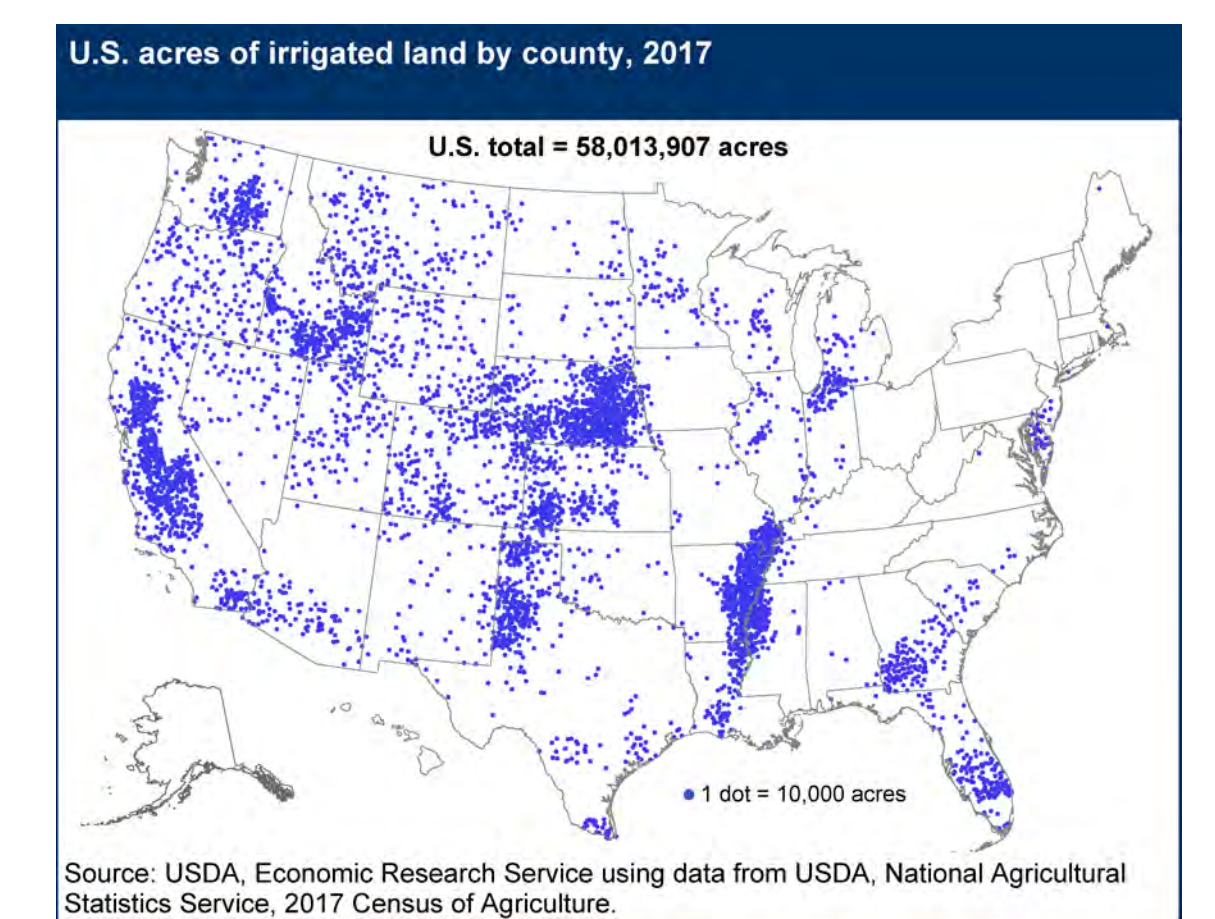 U.S. acres of irrigated land by county, 2017
U.S. total = 58,013,907 acres
1 dot = 10,000 acres
Source: USDA, Economic Research Service using data from USDA, National Agricultural
Statistics Service, 2017 Census of Agriculture.